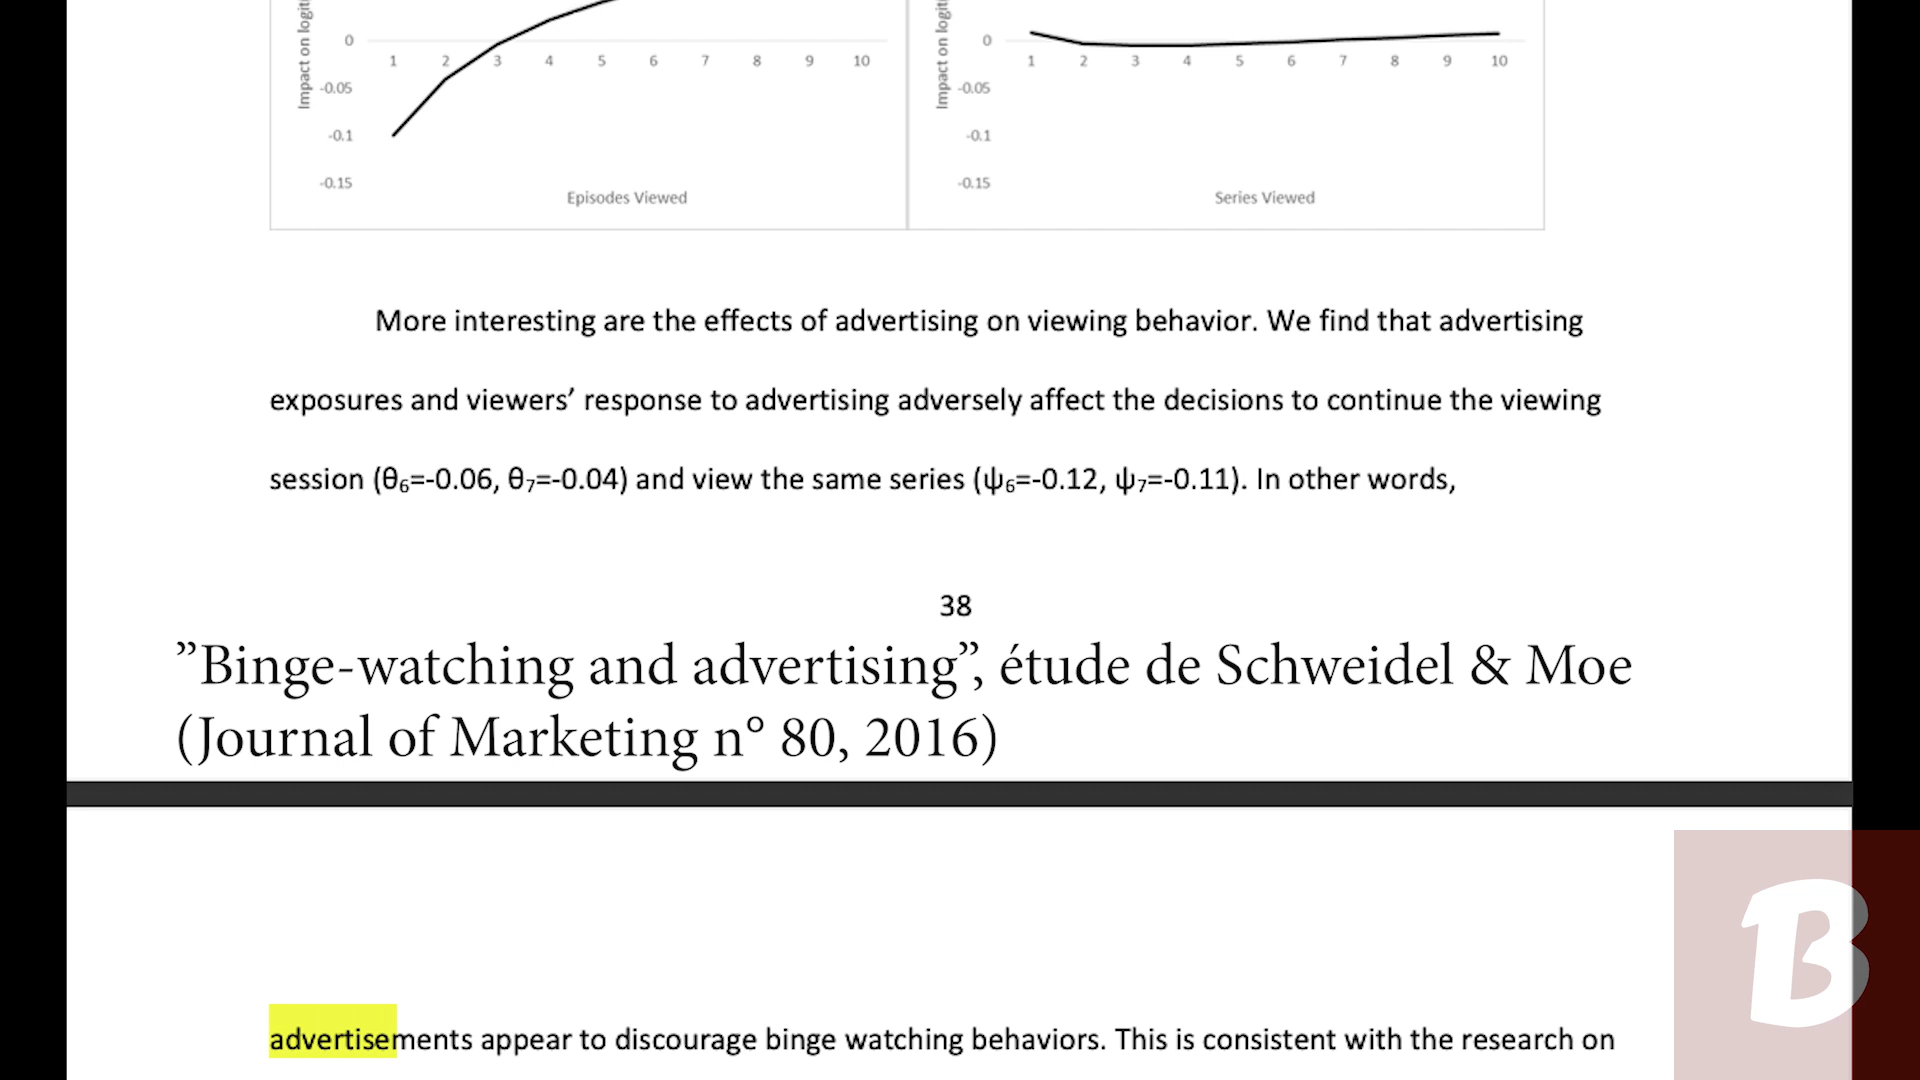 Impact on logit
0
1 2 3 4 5 6 7 8 9 10
-0.05
-0.1
-0.15
Episodes Viewed
Impact on logit
0
1 2 3 4 5 6 7 8 9 10
-0.05
-0.1
-0.15
Series Viewed
More interesting are the effects of advertising on viewing behavior. We find that advertising
exposures and viewers’ response to advertising adversely affect the decisions to continue the viewing
session (θ₆=-0.06, θ₇=-0.04) and view the same series (ψ₆=-0.12, ψ₇=-0.11). In other words,
38
”Binge-watching and advertising”, étude de Schweidel & Moe
(Journal of Marketing n° 80, 2016)
advertisements appear to discourage binge watching behaviors. This is consistent with the research on
B